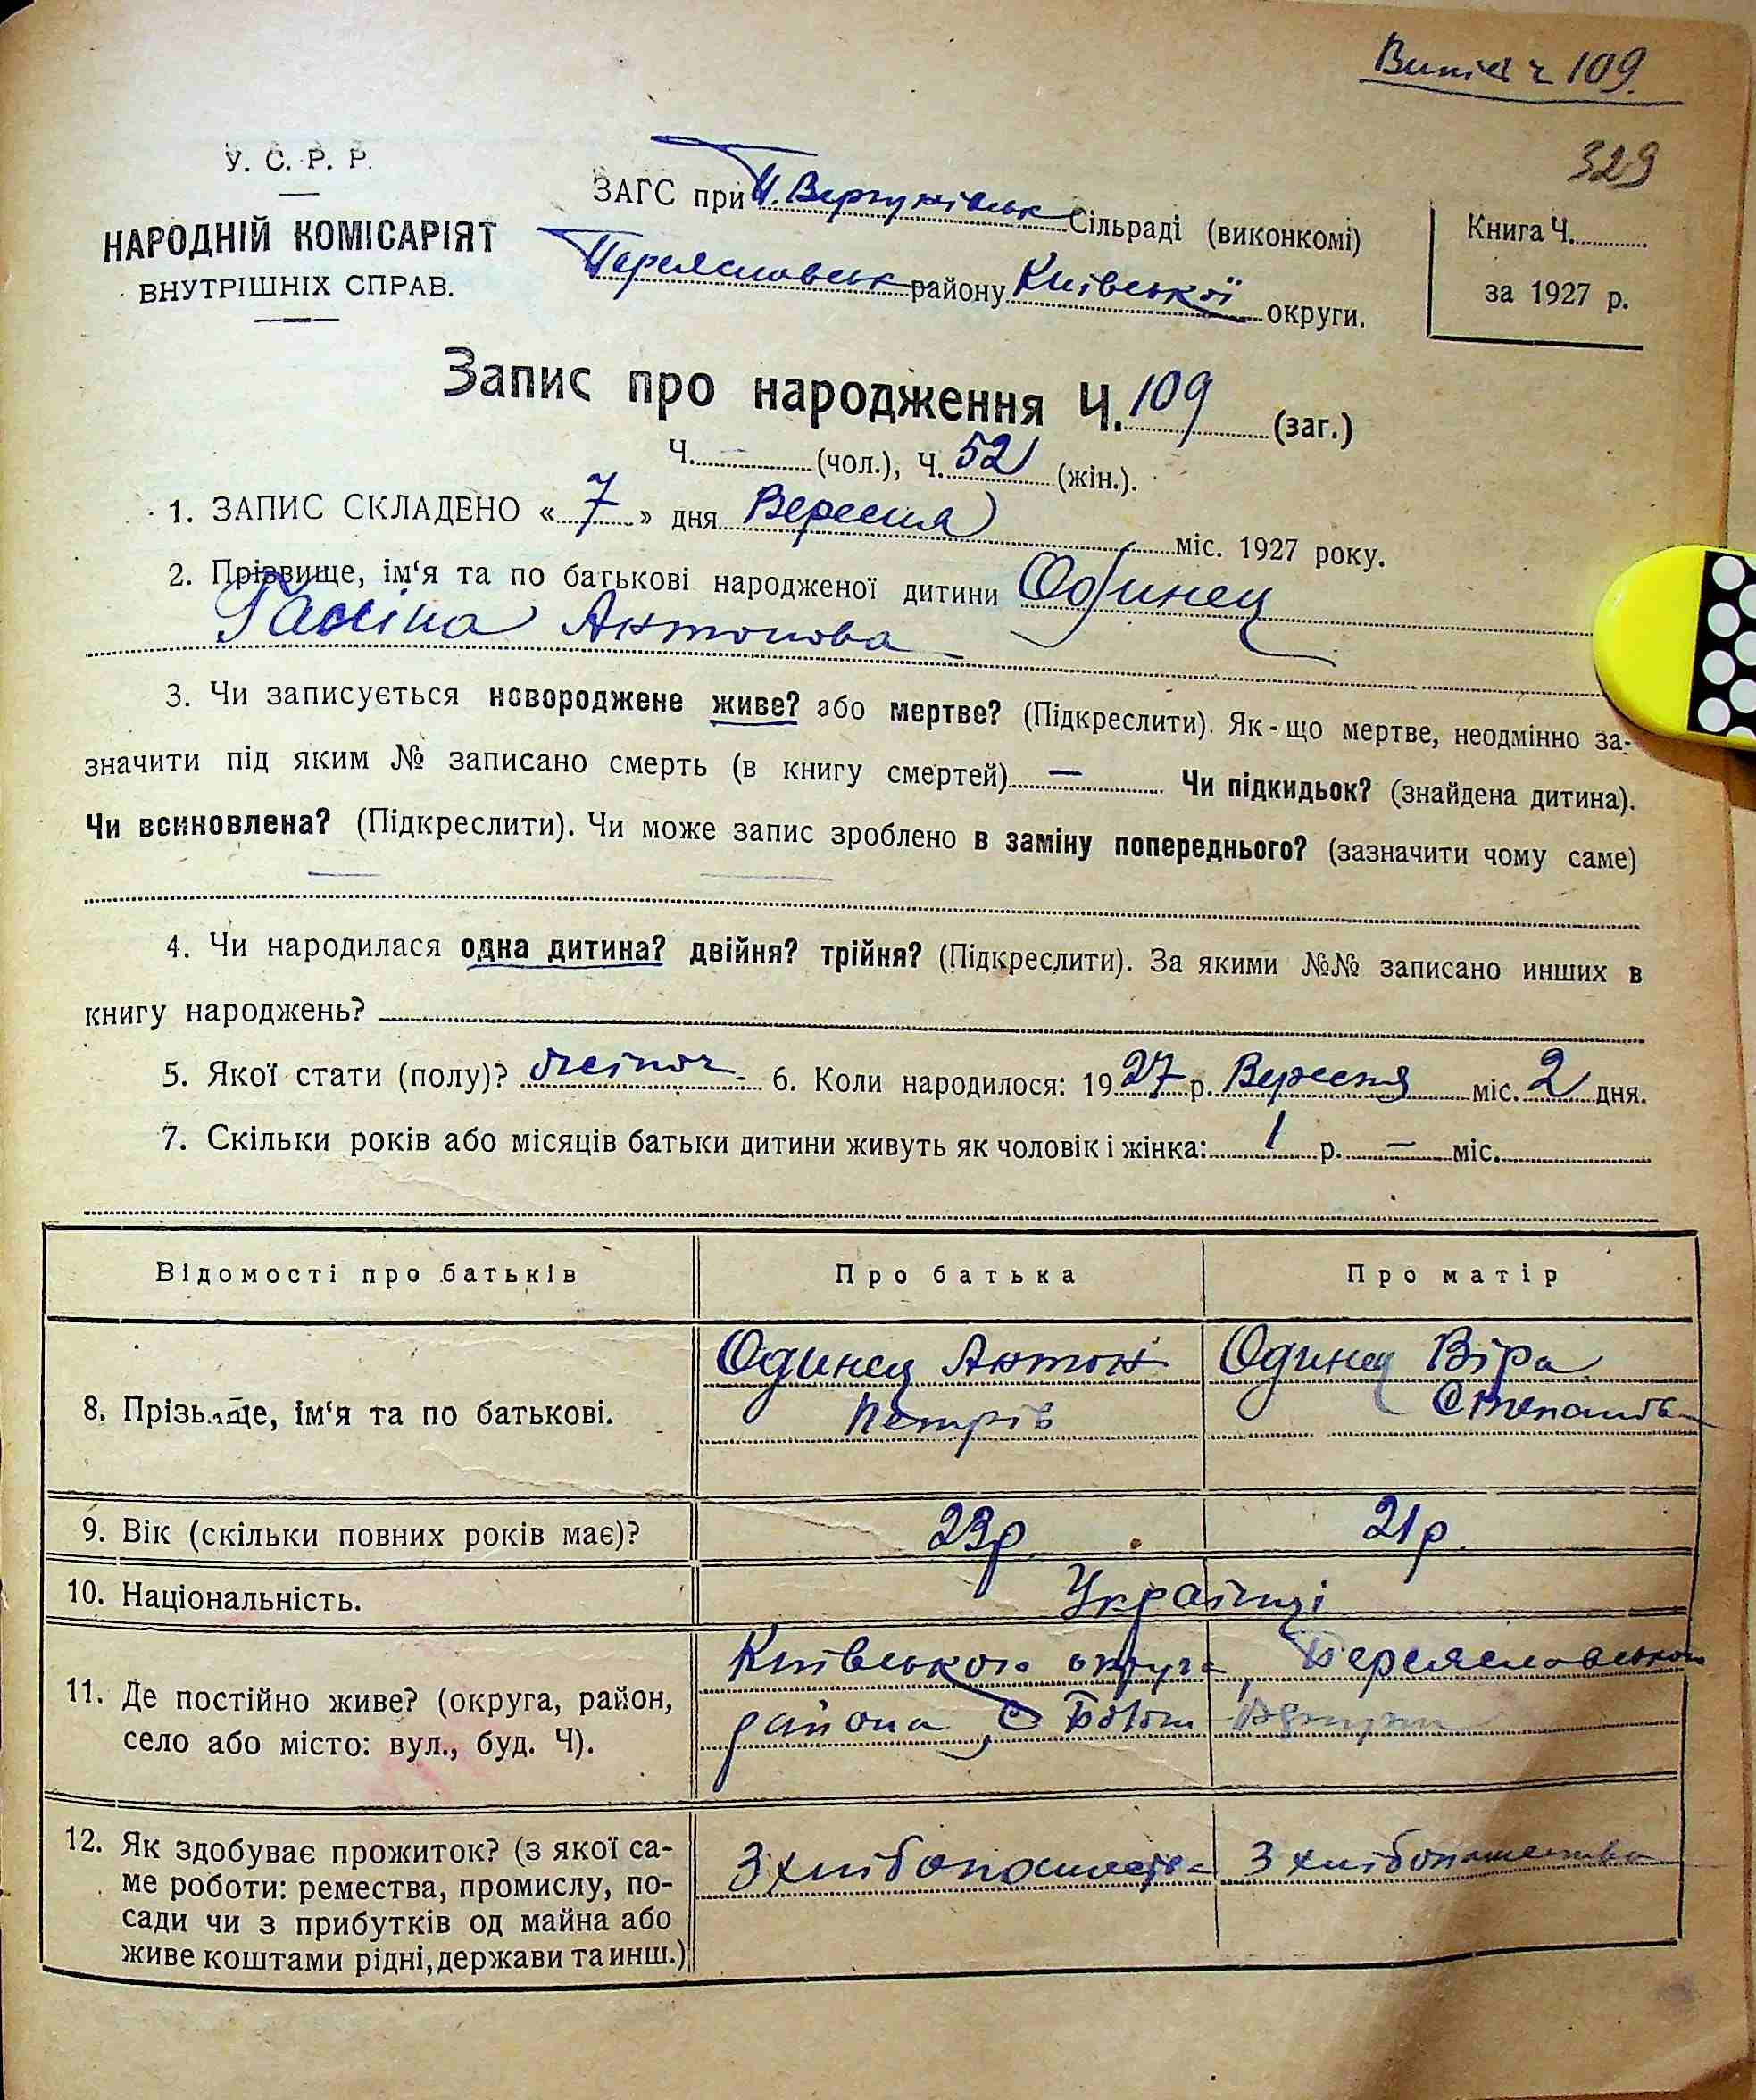 109
329
У. С. Р. Р.
НАРОДНІЙ КОМІСАРІЯТ
ВНУТРІШНІХ СПРАВ.
ЗАГС при Сільраді (виконкомі)
Переяславськ району Київської округи.
Книга Ч.
за 1927 р.
Запис про народження Ч. 109 (заг.)
Ч. — (чол.), Ч. 52 (жін.).
1. ЗАПИС СКЛАДЕНО « 7 » дня Вересня міс. 1927 року.
2. Прізвище, ім‘я та по батькові народженої дитини Одинец
Галіна Антонова
3. Чи записується новороджене живе? або мертве? (Підкреслити). Як-що мертве, неодмінно за-
значити під яким № записано смерть (в книгу смертей) — Чи підкидьок? (знайдена дитина).
Чи всиновлена? (Підкреслити). Чи може запис зроблено в заміну попереднього? (зазначити чому саме)
4. Чи народилася одна дитина? двійня? трійня? (Підкреслити). За якими №№ записано инших в
книгу народжень?
5. Якої стати (полу)? жіноч. 6. Коли народилося: 1927 р. Вересня міс. 2 дня.
7. Скільки років або місяців батьки дитини живуть як чоловік і жінка: 1 р. — міс.
Відомості про батьків Про батька Про матір
8. Прізьвище, ім‘я та по батькові. Одинец Антон Петрів Одинец Віра Степанів
9. Вік (скільки повних років має)? 23р 21р.
10. Національність. Українці
11. Де постійно живе? (округа, район, село або місто: вул., буд. Ч). Київського округа, Переяславського
района С
12. Як здобуває прожиток? (з якої са-
ме роботи: ремества, промислу, по-
сади чи з прибутків од майна або
живе коштами рідні, держави та инш.)
З хлібопашества З хлібопашества